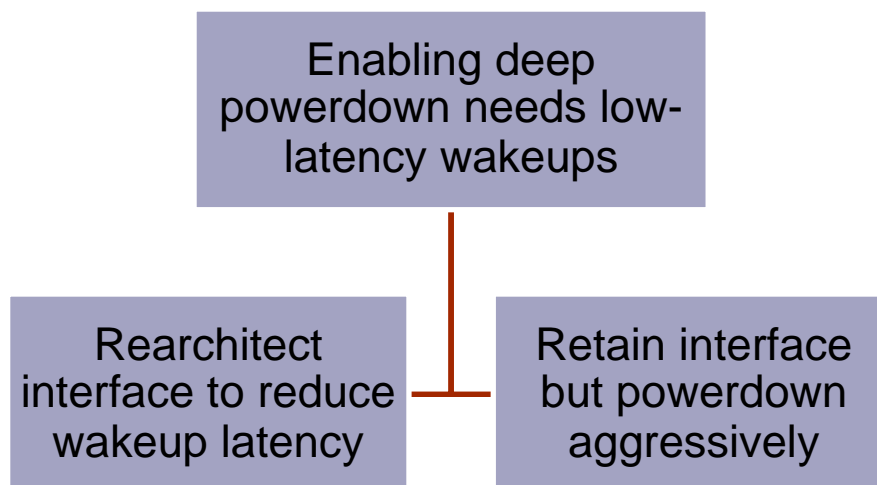 Enabling deep
powerdown needs low-
latency wakeups
Rearchitect
interface to reduce
wakeup latency
Retain interface
but powerdown
aggressively